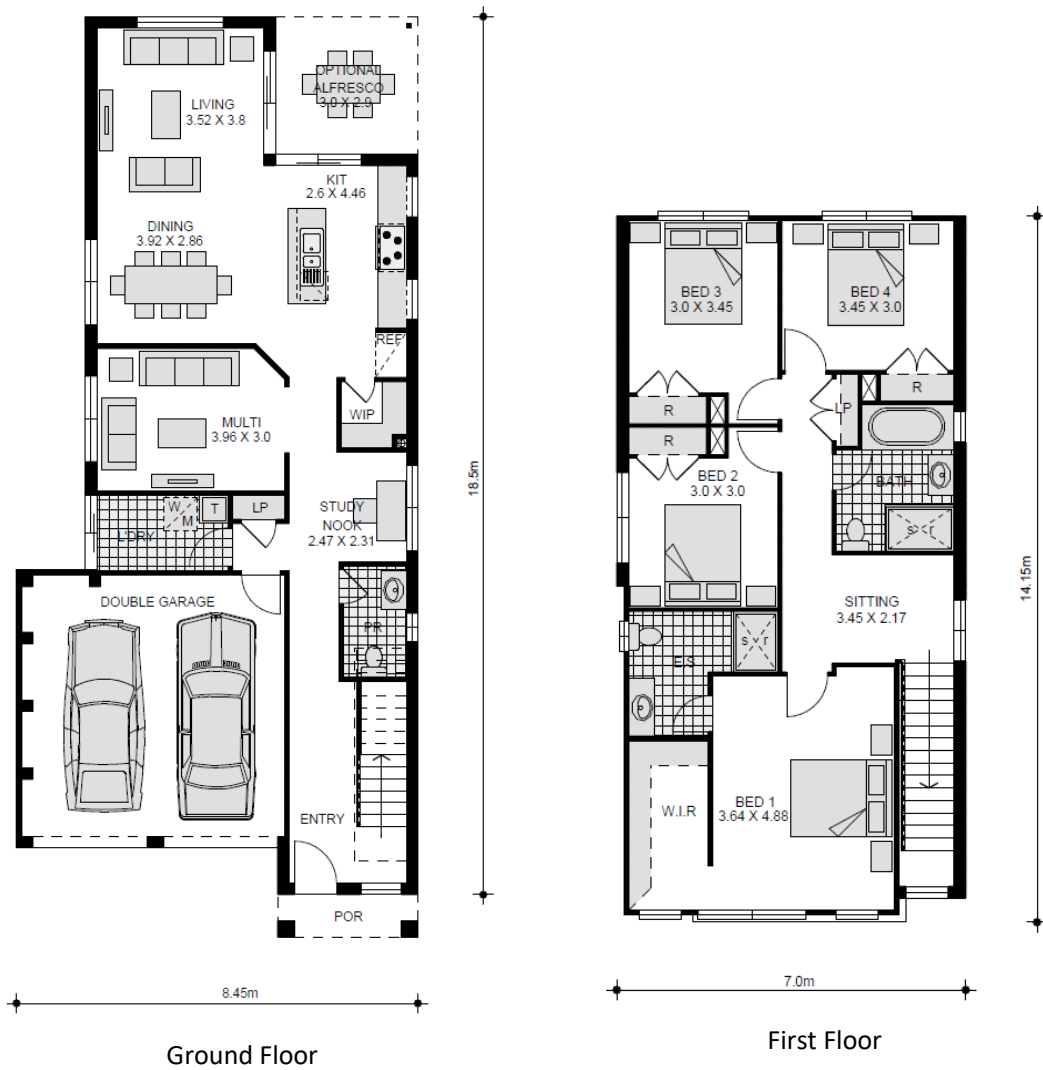 OPTIONAL
ALFRESCO
3.0 X 2.9
LIVING
3.52 X 3.8
KIT
2.6 X 4.46
DINING
3.92 X 2.86
REF
WIP
MULTI
3.96 X 3.0
W
M
T
LP
L'DRY
STUDY
NOOK
2.47 X 2.31
DOUBLE GARAGE
PR
ENTRY
POR
18.5m
8.45m
Ground Floor
BED 3
3.0 X 3.45
BED 4
3.45 X 3.0
R
R
LP
R
BED 2
3.0 X 3.0
BATH
s r
SITTING
3.45 X 2.17
s r
E.S
W.I.R
BED 1
3.64 X 4.88
14.15m
7.0m
First Floor